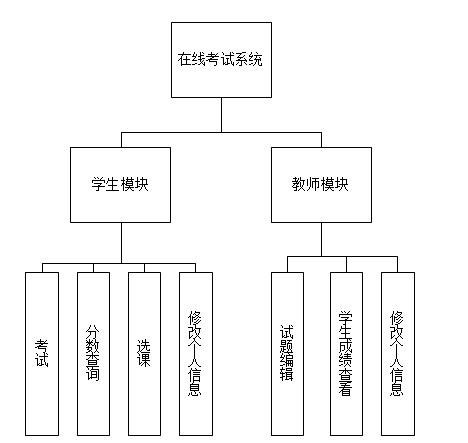 在线考试系统
学生模块
教师模块
考试
分数查询
选课
修改个人信息
试题编辑
学生成绩查看
修改个人信息